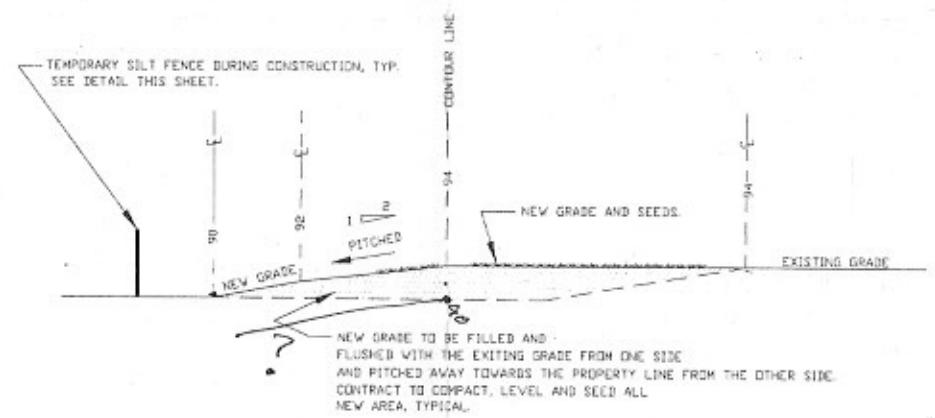 CONTOUR LINE
TEMPORARY SILT FENCE DURING CONSTRUCTION, TYP.
SEE DETAIL THIS SHEET.
90
92
94
94
1
2
PITCHED
NEW GRADE AND SEEDS.
NEW GRADE
EXISTING GRADE
?
NEW GRADE TO BE FILLED AND
FLUSHED WITH THE EXITING GRADE FROM ONE SIDE
AND PITCHED AWAY TOWARDS THE PROPERTY LINE FROM THE OTHER SIDE.
CONTRACT TO COMPACT, LEVEL AND SEED ALL
NEW AREA, TYPICAL.